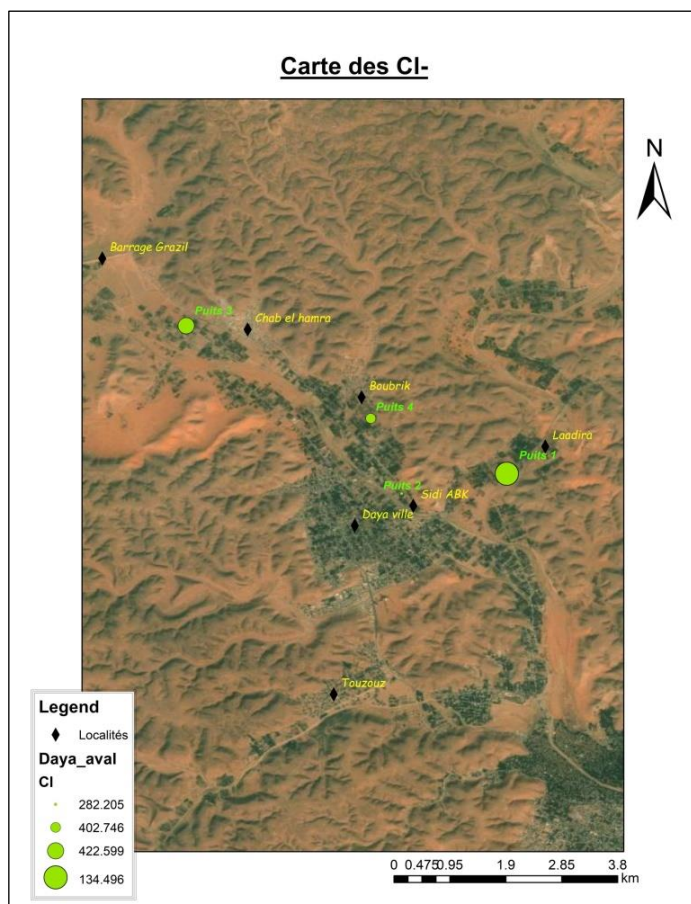 Carte des Cl-
N
Barrage Grazil
Puits 3
Chab el hamra
Boubrik
Puits 4
Laadira
Puits 1
Puits 2
Sidi ABK
Daya ville
Touzouz
Legend
Localités
Daya_aval
Cl
282.205
402.746
422.599
134.496
0 0.475 0.95 1.9 2.85 3.8
km